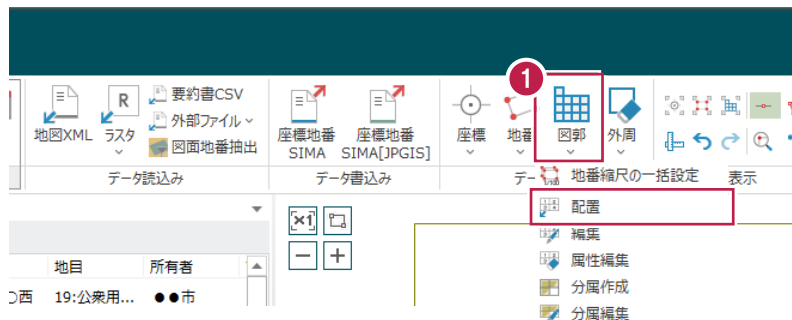 1
要約書CSV
外部ファイル
図面地番抽出
地図XML
ラスタ
座標地番
SIMA
座標地番
SIMA[JPGIS]
座標
地番
図郭
外周
データ読込み
データ書込み
デー
表示
地番縮尺の一括設定
配置
編集
属性編集
分属作成
分属編集
地目
所有者
〇西
19:公衆用...
●●市